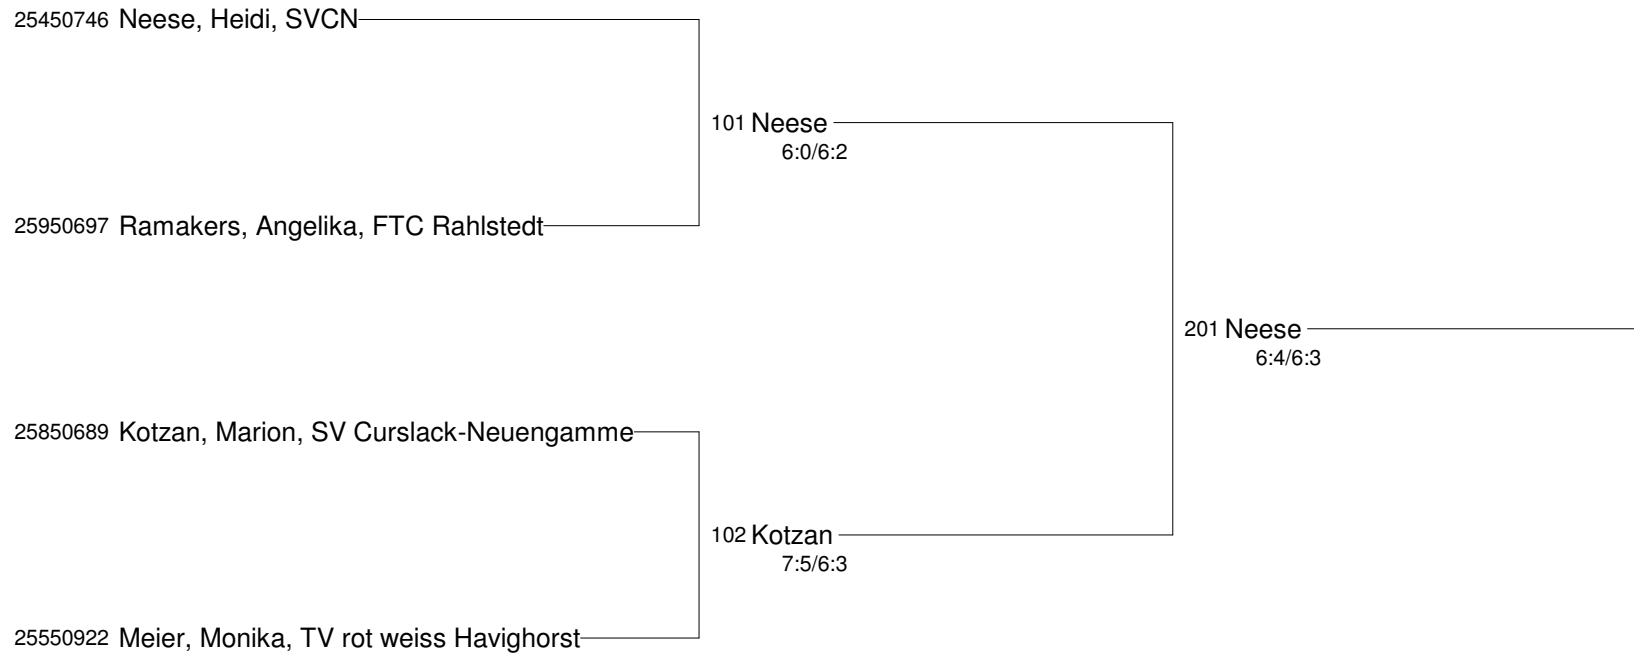 25450746 Neese, Heidi, SVCN
101 Neese
6:0/6:2
25950697 Ramakers, Angelika, FTC Rahlstedt
201 Neese
6:4/6:3
25850689 Kotzan, Marion, SV Curslack-Neuengamme
102 Kotzan
7:5/6:3
25550922 Meier, Monika, TV rot weiss Havighorst